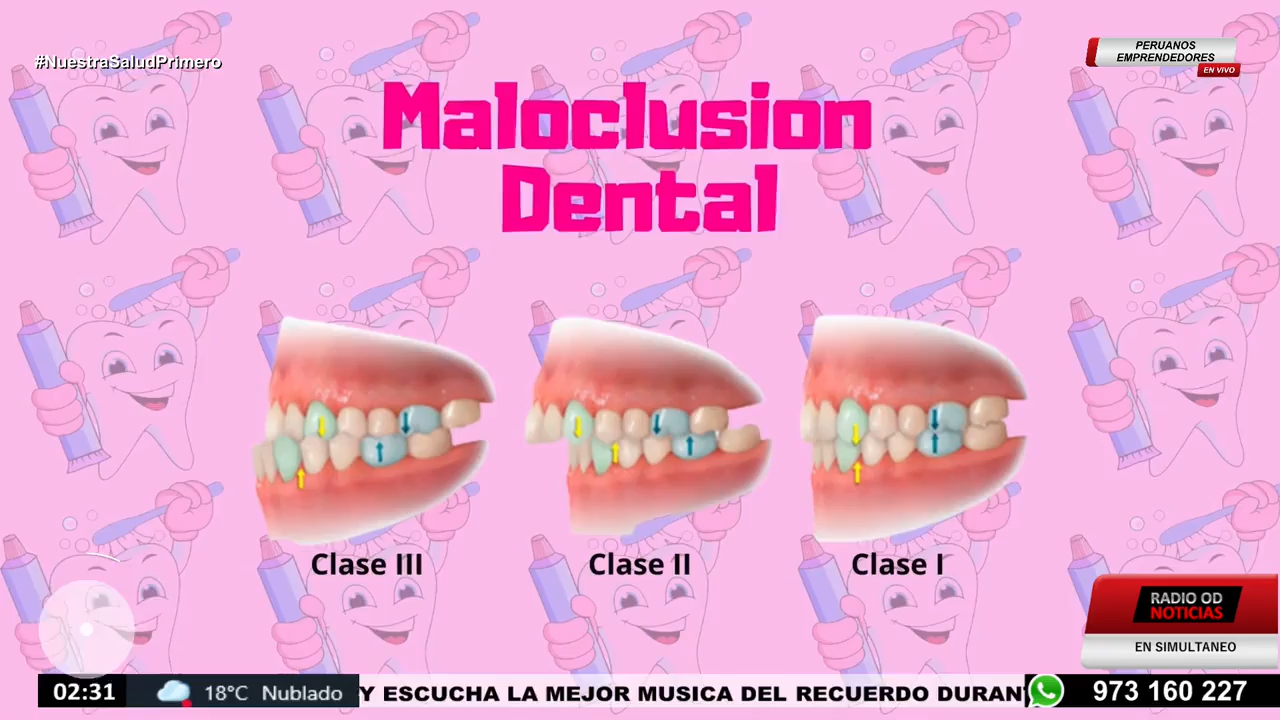 #NuestraSaludPrimero
PERUANOS
EMPRENDEDORES
EN VIVO
Maloclusion
Dental
Clase III
Clase II
Clase I
RADIO OD
NOTICIAS
EN SIMULTANEO
02:31
18°C Nublado
Y ESCUCHA LA MEJOR MUSICA DEL RECUERDO DURAN
973 160 227